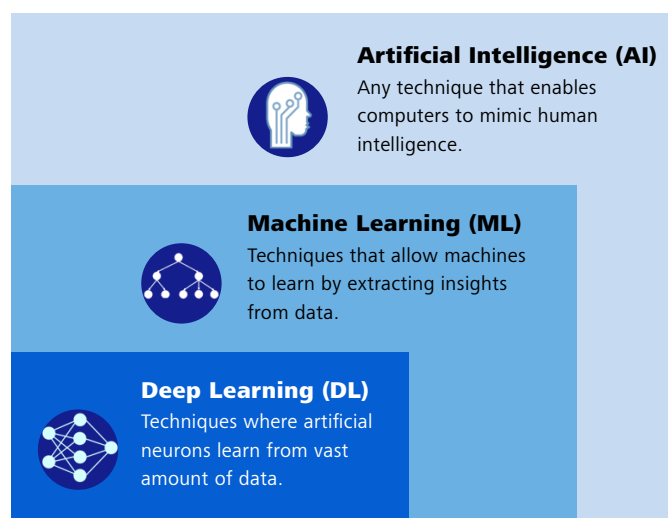 Artificial Intelligence (AI)
Any technique that enables
computers to mimic human
intelligence.
Machine Learning (ML)
Techniques that allow machines
to learn by extracting insights
from data.
Deep Learning (DL)
Techniques where artificial
neurons learn from vast
amount of data.